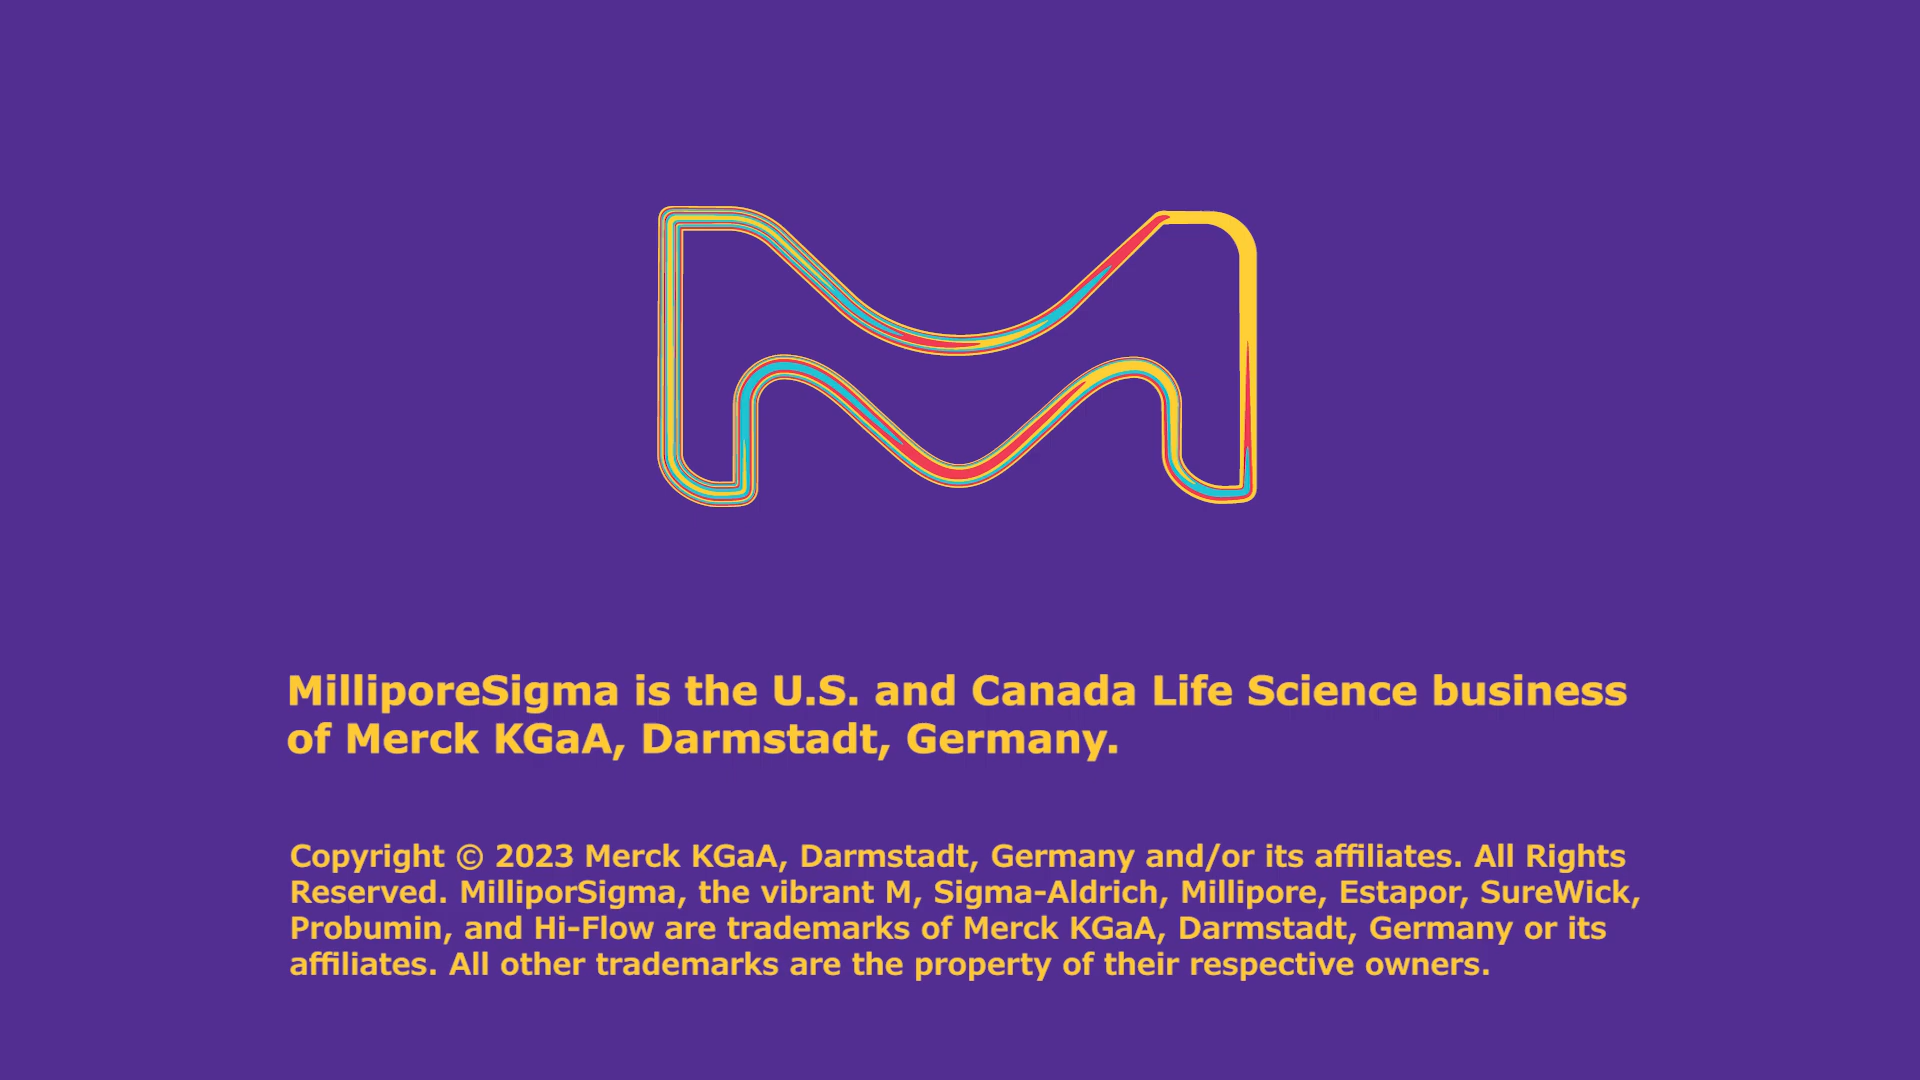 MilliporeSigma is the U.S. and Canada Life Science business
of Merck KGaA, Darmstadt, Germany.
Copyright © 2023 Merck KGaA, Darmstadt, Germany and/or its affiliates. All Rights
Reserved. MilliporSigma, the vibrant M, Sigma-Aldrich, Millipore, Estapor, SureWick,
Probumin, and Hi-Flow are trademarks of Merck KGaA, Darmstadt, Germany or its
affiliates. All other trademarks are the property of their respective owners.